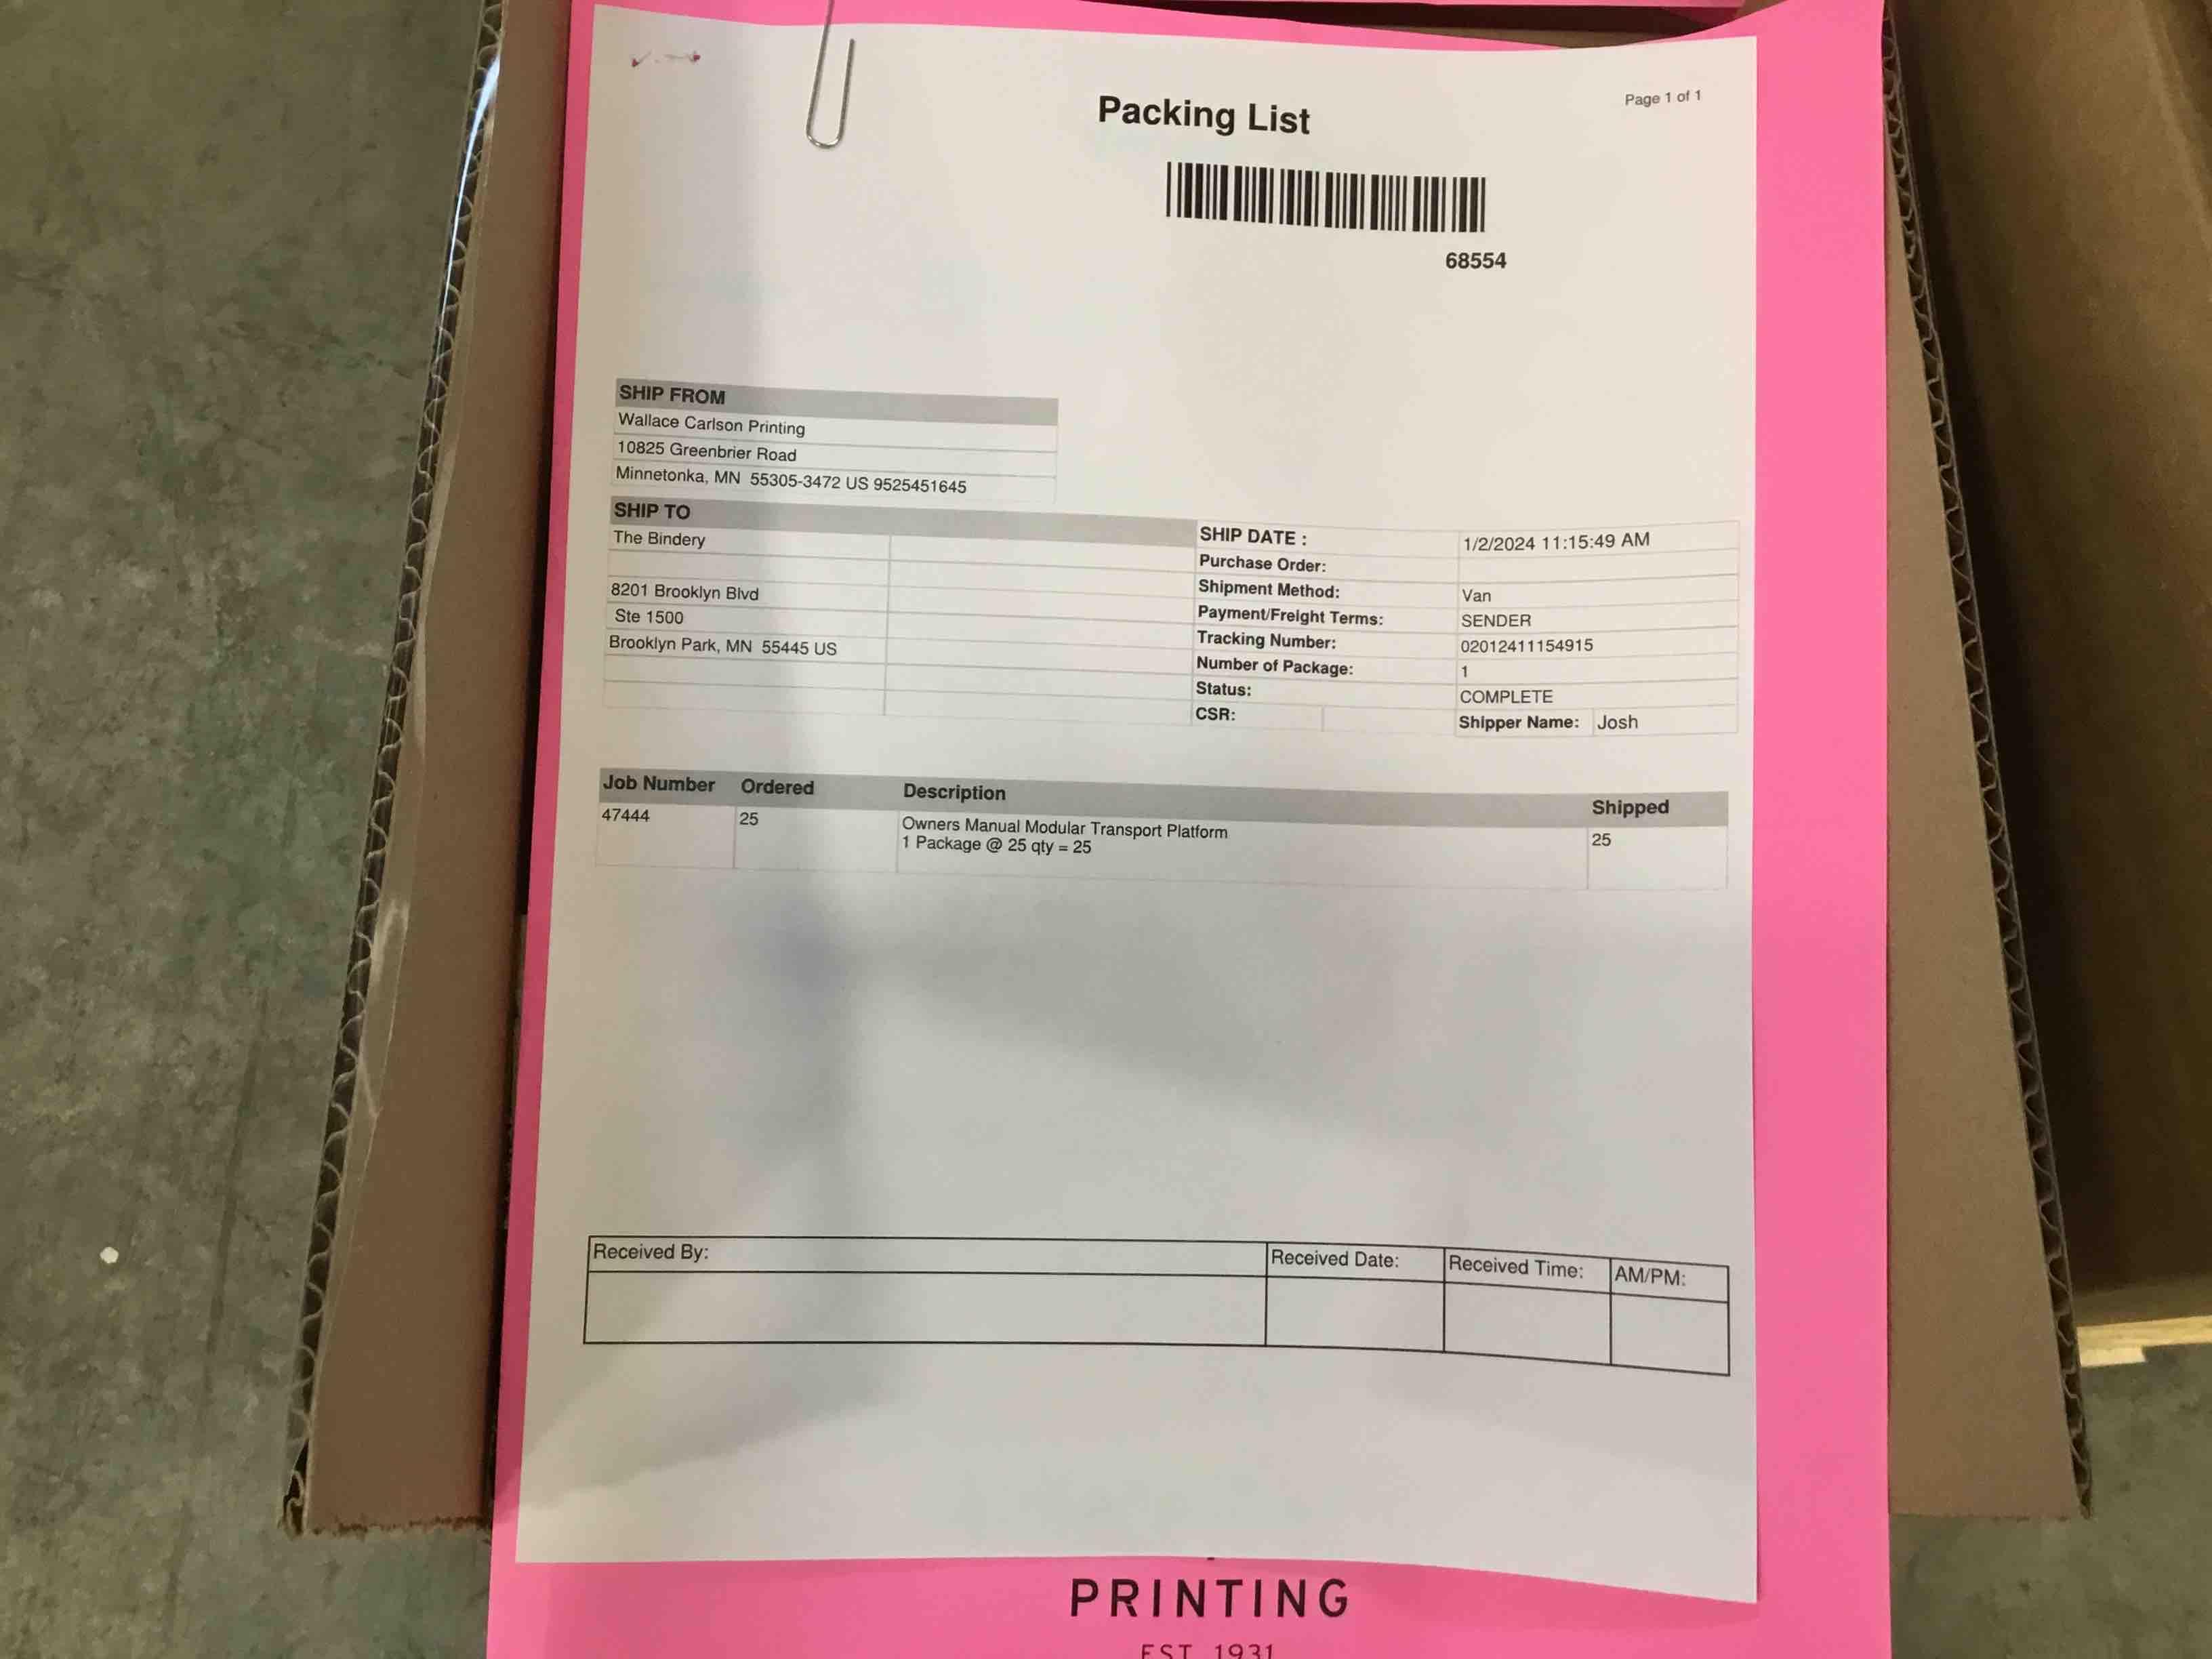 Packing List
Page 1 of 1
68554
SHIP FROM
Wallace Carlson Printing
10825 Greenbrier Road
Minnetonka, MN 55305-3472 US 9525451645
SHIP TO
The Bindery
8201 Brooklyn Blvd
Ste 1500
Brooklyn Park, MN 55445 US
SHIP DATE : 1/2/2024 11:15:49 AM
Purchase Order:
Shipment Method: Van
Payment/Freight Terms: SENDER
Tracking Number: 02012411154915
Number of Package: 1
Status: COMPLETE
CSR: Shipper Name: Josh
Job Number Ordered Description Shipped
47444 25 Owners Manual Modular Transport Platform 25
1 Package @ 25 qty = 25
Received By: Received Date: Received Time: AM/PM:
PRINTING
EST 1931